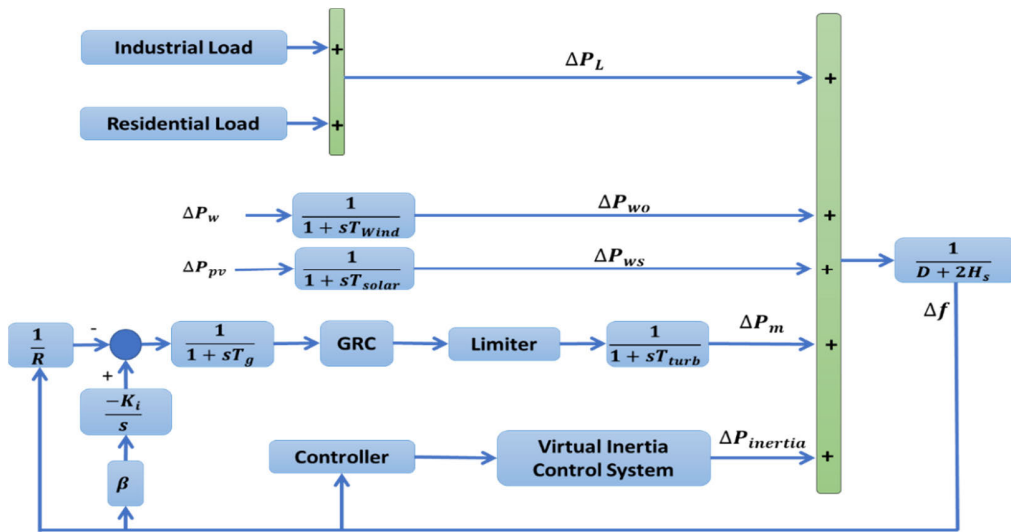 Industrial Load
+
ΔP_L
+
Residential Load
+
ΔP_w
1
1 + sT_Wind
ΔP_wo
+
ΔP_pv
1
1 + sT_solar
ΔP_ws
+
1
D + 2H_s
Δf
1
R
-
+
1
1 + sT_g
GRC
Limiter
1
1 + sT_turb
ΔP_m
+
-K_i
s
β
Controller
Virtual Inertia
Control System
ΔP_inertia
+